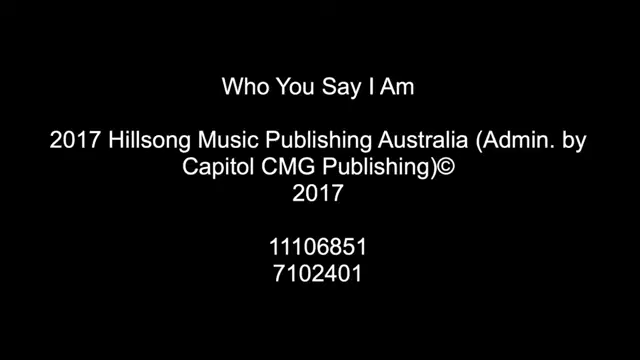 Who You Say I Am
2017 Hillsong Music Publishing Australia (Admin. by
Capitol CMG Publishing)©
2017
11106851
7102401